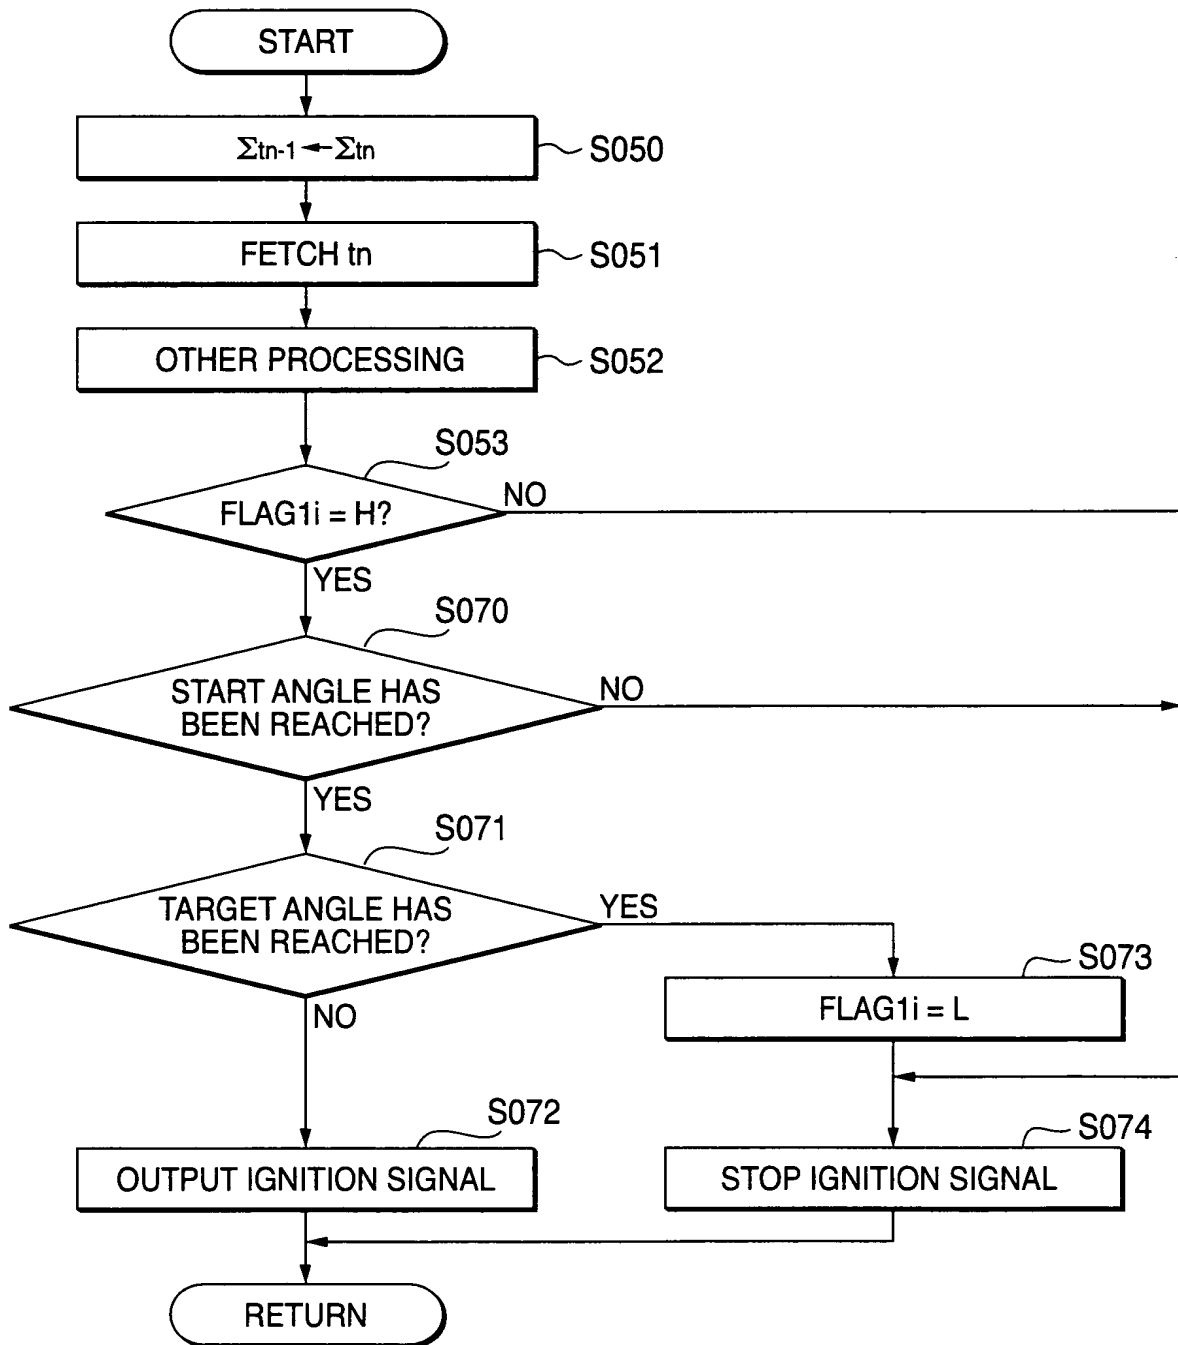 START
Σtn-1 ← Σtn
S050
FETCH tn
S051
OTHER PROCESSING
S052
S053
FLAG1i = H?
NO
YES
S070
START ANGLE HAS
BEEN REACHED?
NO
YES
S071
TARGET ANGLE HAS
BEEN REACHED?
YES
NO
S073
FLAG1i = L
S072
OUTPUT IGNITION SIGNAL
S074
STOP IGNITION SIGNAL
RETURN